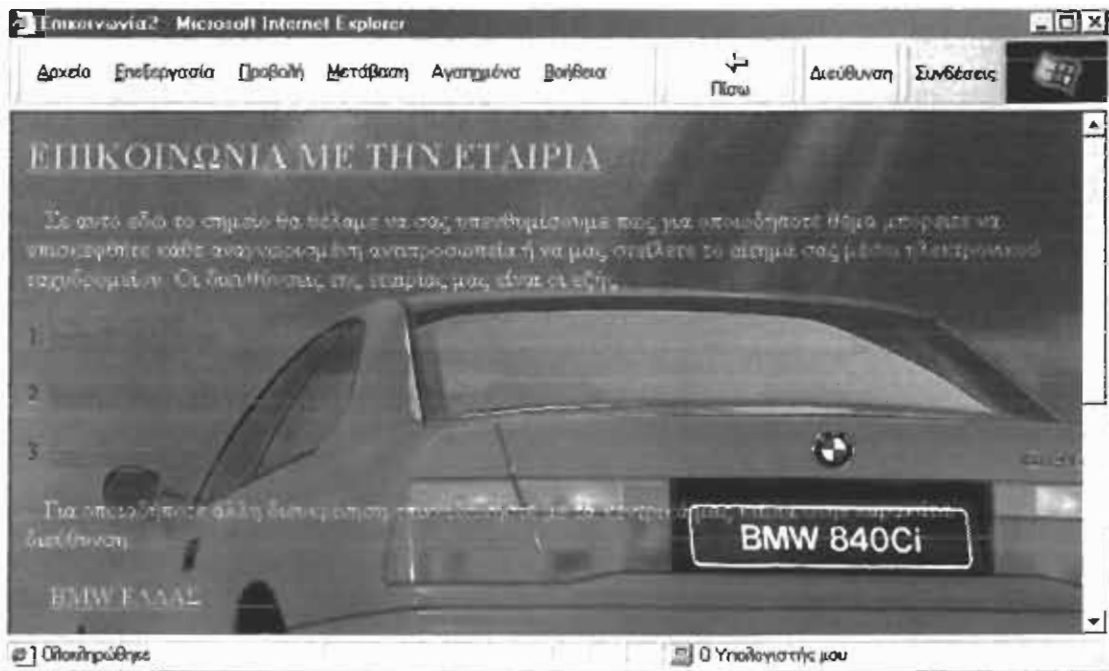 Επικοινωνία2 - Microsoft Internet Explorer
Αρχείο Επεξεργασία Προβολή Μετάβαση Αγαπημένα Βοήθεια Πίσω Διεύθυνση Συνδέσεις
ΕΠΙΚΟΙΝΩΝΙΑ ΜΕ ΤΗΝ ΕΤΑΙΡΙΑ
Σε αυτό εδώ το σημείο θα θέλαμε να σας υπενθυμίσουμε πως για οποιοδήποτε θέμα μπορείτε να
επισκεφθήτε κάθε αναγνωρισμένη αντιπροσωπεία ή να μας στείλετε το αίτημα σας μέσω ηλεκτρονικού
ταχυδρομείου. Οι διευθύνσεις της εταιρίας μας είναι οι εξής
1.
2.
3.
Για οποιαδήποτε άλλη διευκρίνηση με
διεύθυνση
BMW 840Ci
BMW ΕΛΛΑΣ
Ολοκληρώθηκε Ο Υπολογιστής μου